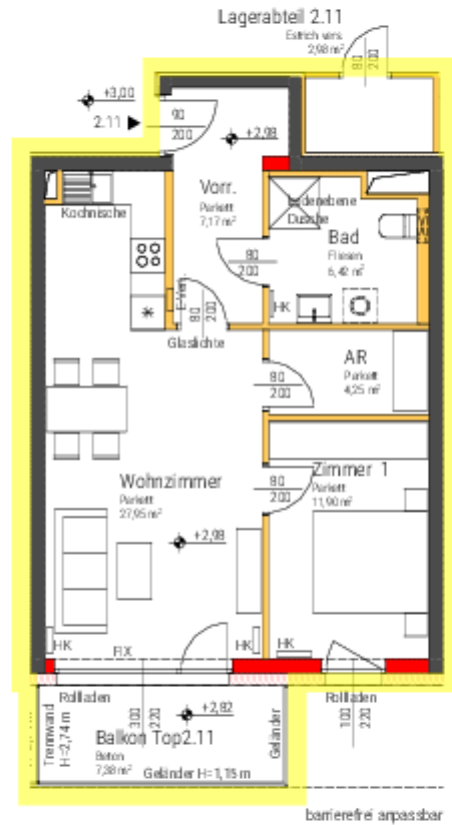 Lagerabteil 2.11
Estrich vers.
2,98 m²
80
200
+3,00
2.11
90
200
+2,98
Kochnische
Vorr.
Parkett
7,17 m²
Bodenebene
Dusche
Bad
Fliesen
6,42 m²
80
200
HK
E-Vert.
80
200
Glaslichte
AR
Parkett
4,25 m²
80
200
Wohnzimmer
Parkett
27,95 m²
Zimmer 1
Parkett
11,90 m²
80
200
+2,98
HK
FIX
HK
HK
Rollladen
Rollladen
300
220
100
220
+2,82
Trennwand
H=2,74 m
Balkon Top2.11
Beton
7,38 m²
Geländer H=1,15 m
Geländer
barrierefrei anpassbar